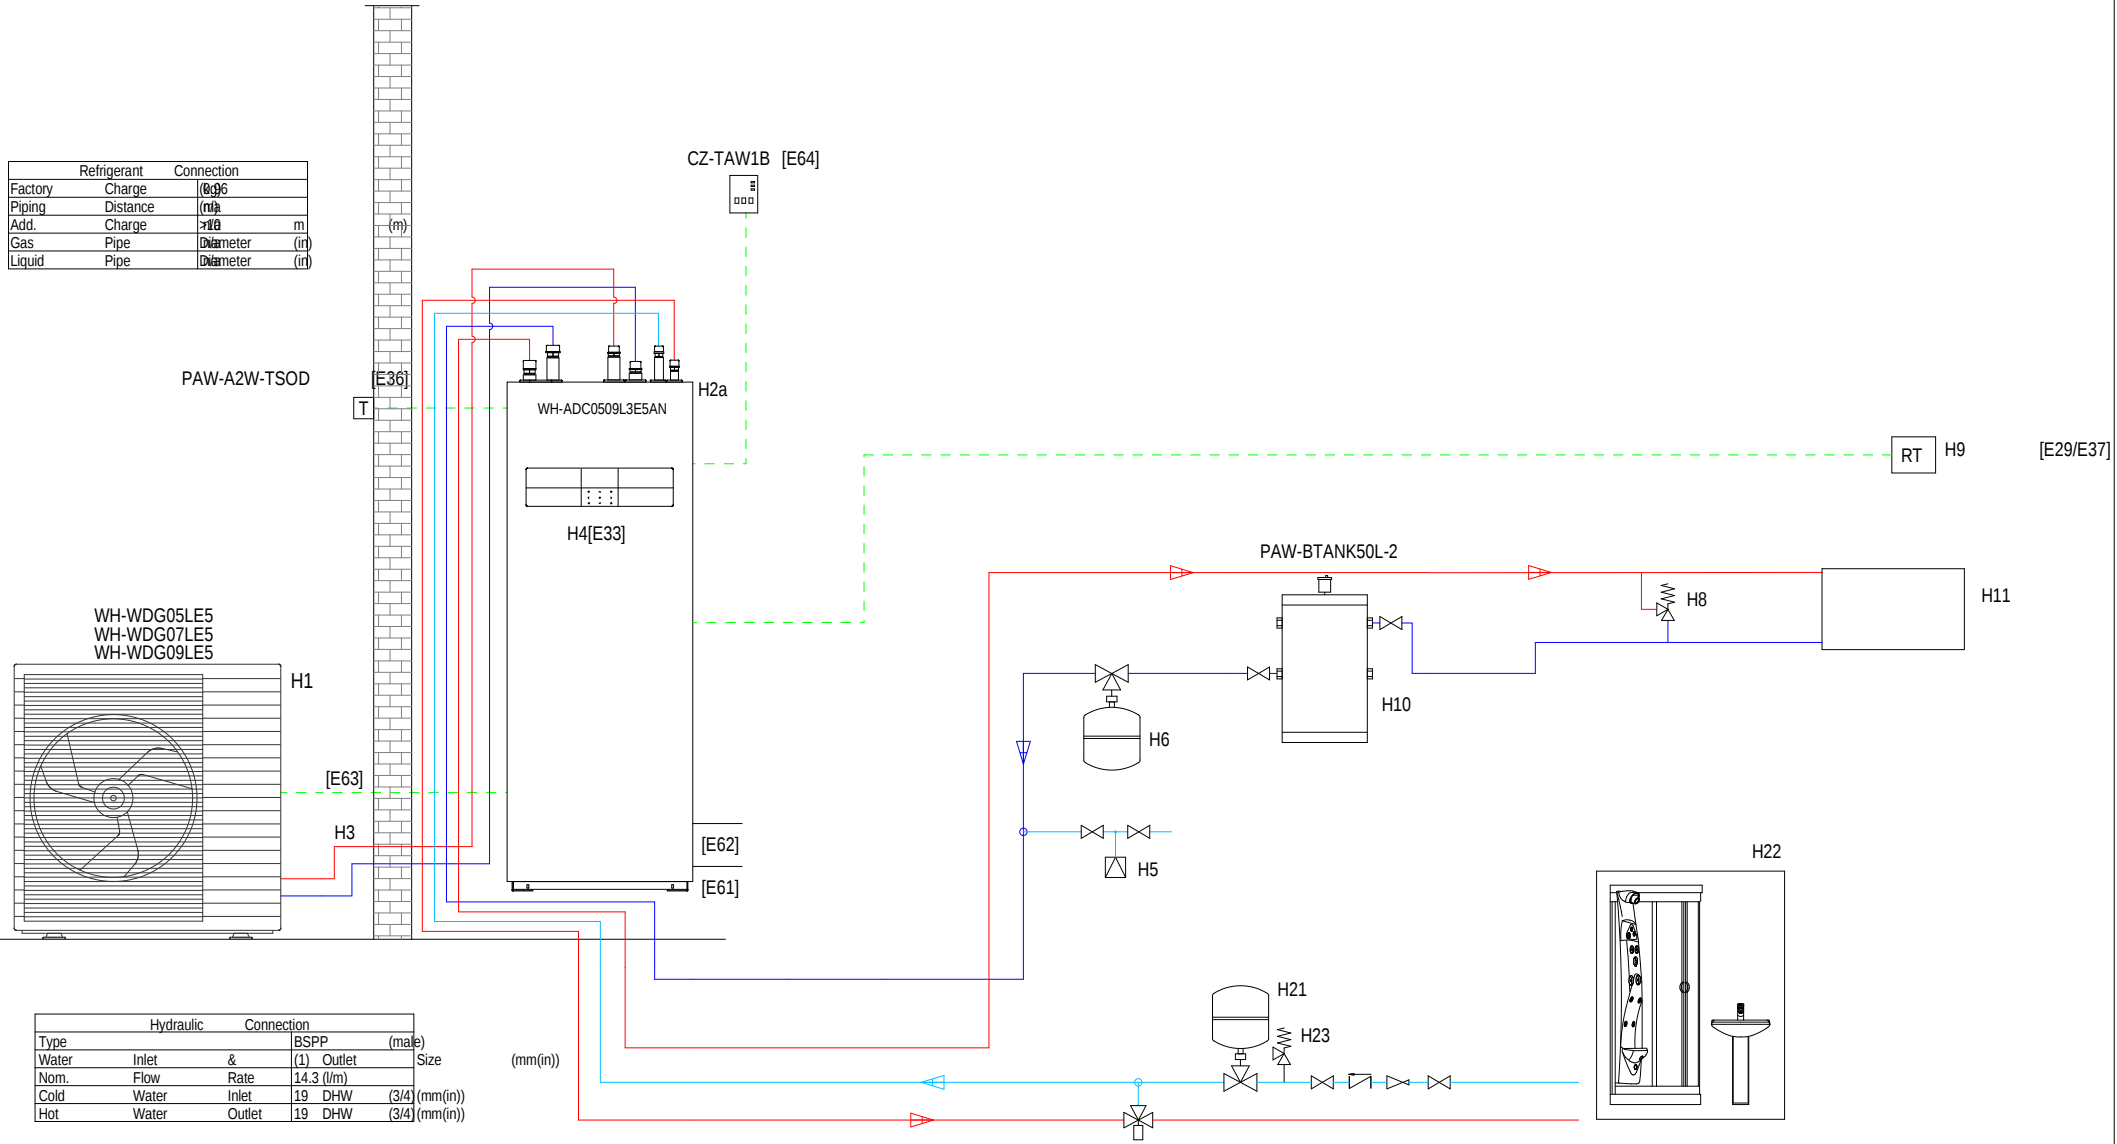 CZ-TAW1B [E64]
Refrigerant Connection
Factory Charge
Piping Distance
Add. Charge m (m)
Gas Pipe Diameter (in)
Liquid Pipe Diameter (in)
PAW-A2W-TSOD [E36]
T
H2a
WH-ADC0509L3E5AN
RT H9 [E29/E37]
H4[E33]
PAW-BTANK50L-2
WH-WDG05LE5
WH-WDG07LE5
WH-WDG09LE5
H1
H8
H11
H10
H6
[E63]
H3
[E62]
H5
H22
[E61]
H21
H23
Hydraulic Connection
Type BSPP (male)
Water Inlet & (1) Outlet Size (mm(in))
Nom. Flow Rate 14.3 (l/m)
Cold Water Inlet 19 DHW (3/4) (mm(in))
Hot Water Outlet 19 DHW (3/4) (mm(in))